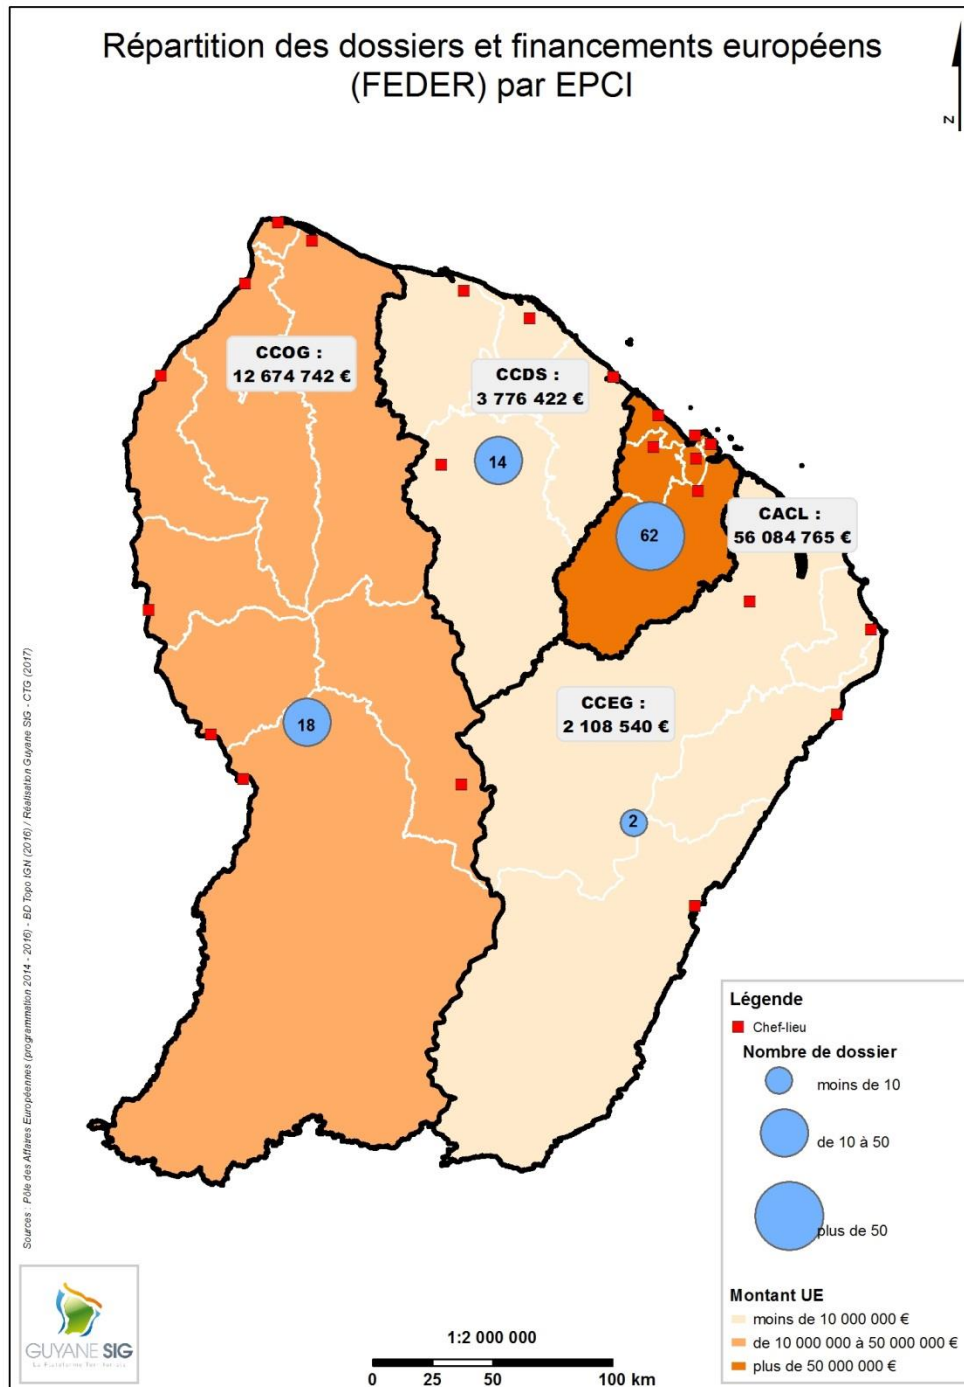 Répartition des dossiers et financements européens
(FEDER) par EPCI
N
CCOG :
12 674 742 €
CCDS :
3 776 422 €
14
62
CACL :
56 084 765 €
CCEG :
2 108 540 €
18
2
Sources : Pôle des Affaires Européennes (programmation 2014 - 2016) - BD Topo IGN (2016) / Réalisation Guyane SIG - CTG (2017)
Légende
Chef-lieu
Nombre de dossier
moins de 10
de 10 à 50
plus de 50
Montant UE
moins de 10 000 000 €
de 10 000 000 à 50 000 000 €
plus de 50 000 000 €
GUYANE SIG
La Plateforme Territoriale
1:2 000 000
0 25 50 100 km